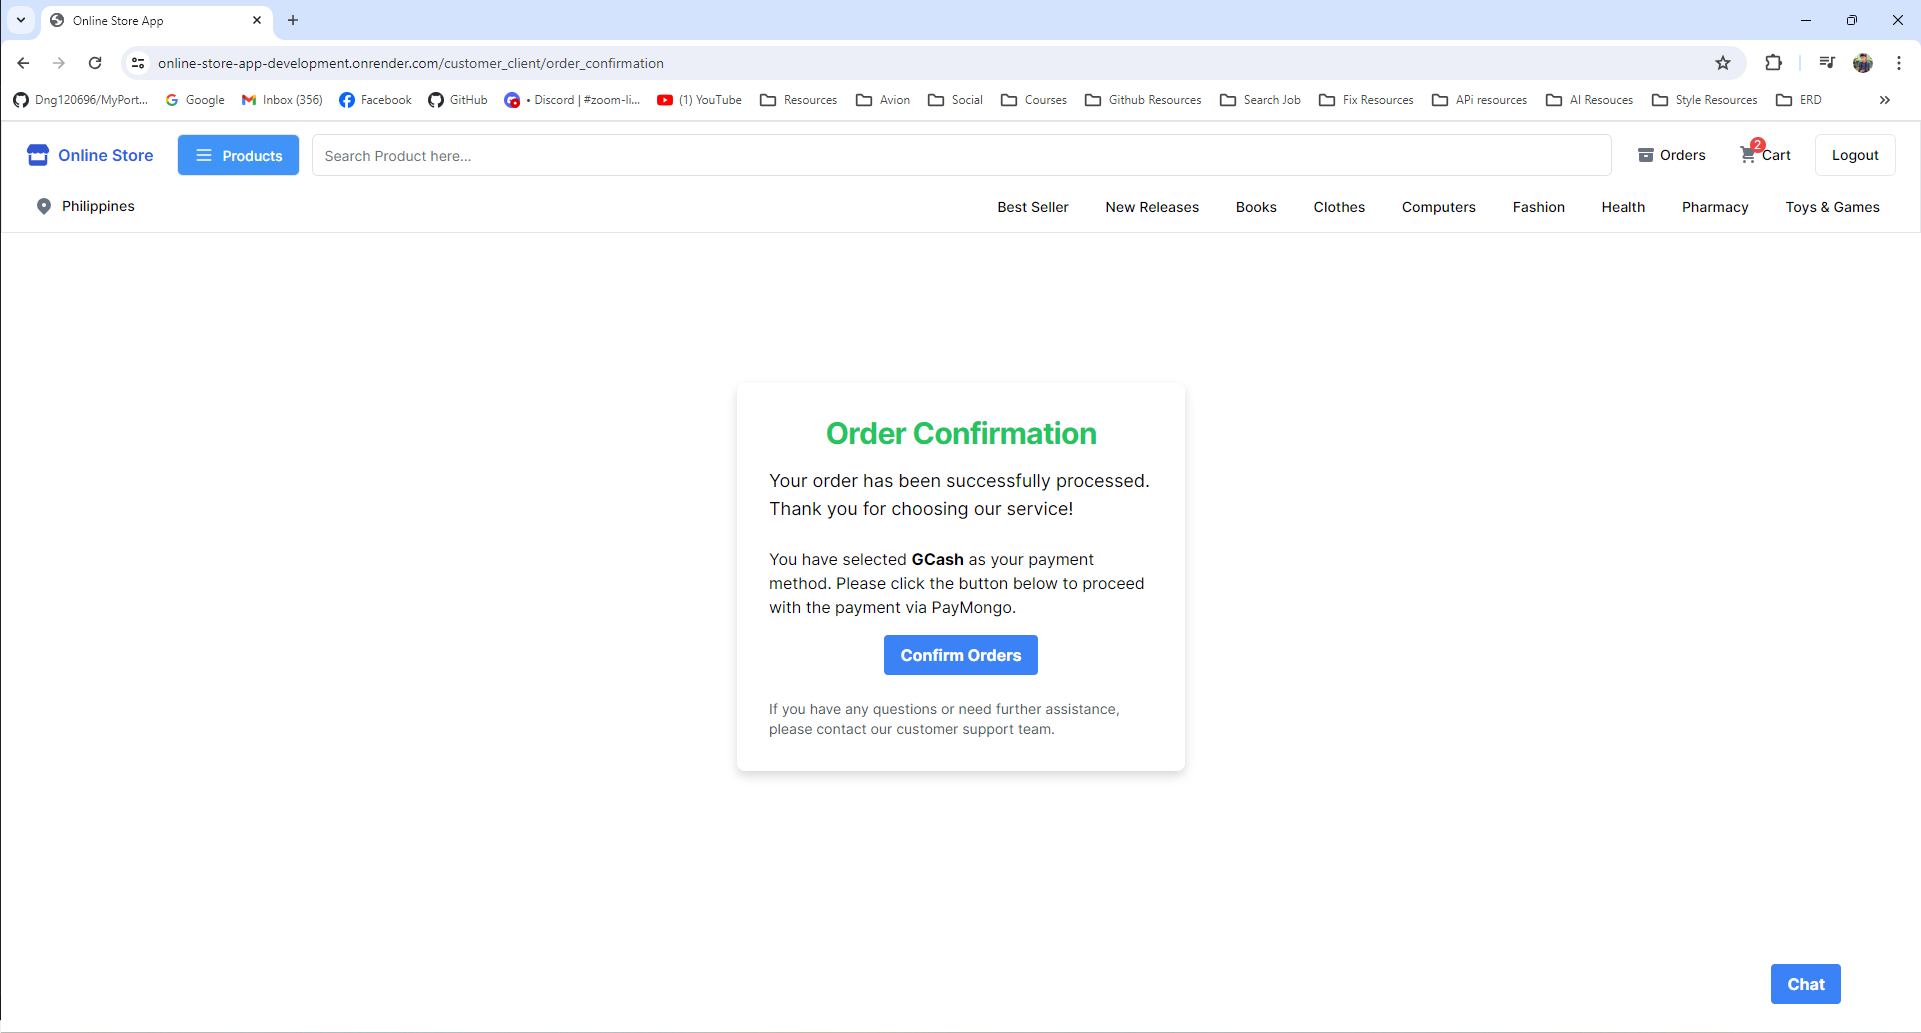 Online Store App
online-store-app-development.onrender.com/customer_client/order_confirmation
Dng120696/MyPort... Google Inbox (356) Facebook GitHub • Discord | #zoom-li... (1) YouTube Resources Avion Social Courses Github Resources Search Job Fix Resources APi resources AI Resouces Style Resources ERD
Online Store Products Search Product here... Orders 2 Cart Logout
Philippines Best Seller New Releases Books Clothes Computers Fashion Health Pharmacy Toys & Games
Order Confirmation
Your order has been successfully processed.
Thank you for choosing our service!
You have selected GCash as your payment
method. Please click the button below to proceed
with the payment via PayMongo.
Confirm Orders
If you have any questions or need further assistance,
please contact our customer support team.
Chat